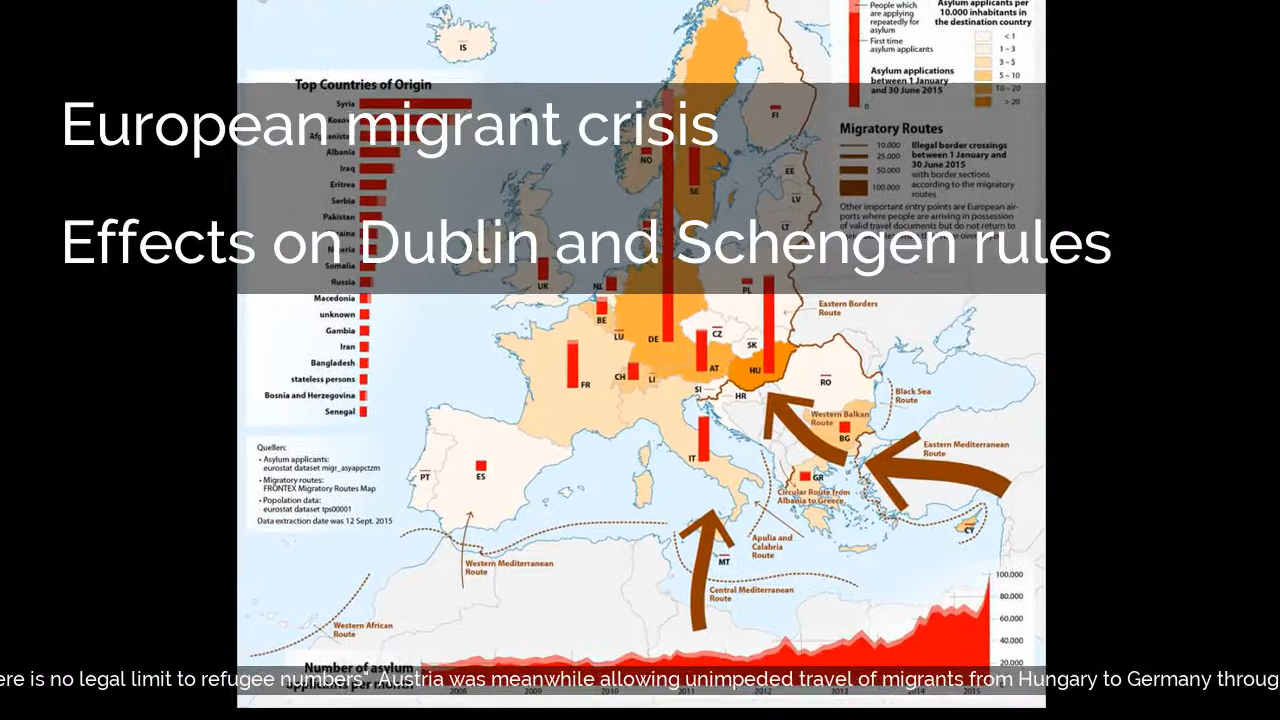 People which
are applying
repeatedly for
asylum
First time
asylum applicants
Asylum applications
between 1 January
and 30 June 2015
0
Asylum applicants per
10.000 inhabitants in
the destination country
< 1
1 – 3
3 – 5
5 – 10
10 – 20
> 20
IS
Top Countries of Origin
Syria
Albania
Iraq
Eritrea
Serbia
Pakistan
Somalia
Russia
Macedonia
unknown
Gambia
Iran
Bangladesh
stateless persons
Bosnia and Herzegovina
Senegal
European migrant crisis
Effects on Dublin and Schengen rules
Migratory Routes
10.000
25.000
50.000
100.000
Illegal border crossings
between 1 January and
30 June 2015
with border sections
according to the migratory
routes
Other important entry points are European air-
ports where people are arriving in possession
of valid travel documents but do not return to
FI
NO
SE
EE
LV
LT
UK
NL
BE
LU
DE
PL
CZ
SK
AT
HU
CH
LI
FR
SI
HR
RO
BG
IT
GR
PT
ES
MT
CY
Eastern Borders
Route
Black Sea
Route
Western Balkan
Route
Eastern Mediterranean
Route
Circular Route from
Albania to Greece
Apulia and
Calabria
Route
Central Mediterranean
Route
Western Mediterranean
Route
Western African
Route
Quellen:
• Asylum applicants:
eurostat dataset migr_asyappctzm
• Migratory routes:
FRONTEX Migratory Routes Map
• Popolation data:
eurostat dataset tps00001
Data extraction date was 12 Sept. 2015
100.000
80.000
60.000
40.000
20.000
Number of asylum
applicants per month
ere is no legal limit to refugee numbers". Austria was meanwhile allowing unimpeded travel of migrants from Hungary to Germany throug
2008
2009
2010
2011
2012
2013
2014
2015